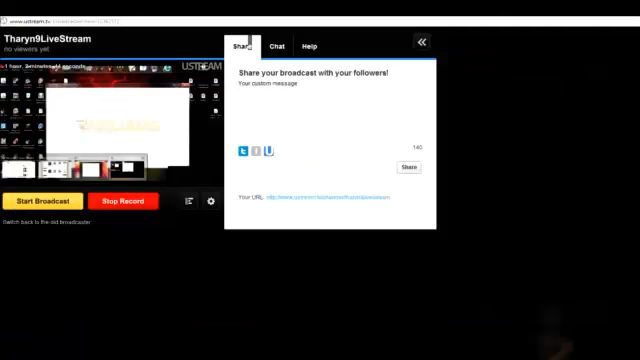 www.ustream.tv
Tharyn9LiveStream
no viewers yet
Share
Chat
Help
USTREAM
Share your broadcast with your followers!
Your custom message
140
Share
Start Broadcast
Stop Record
Your URL:
Switch back to the old broadcaster